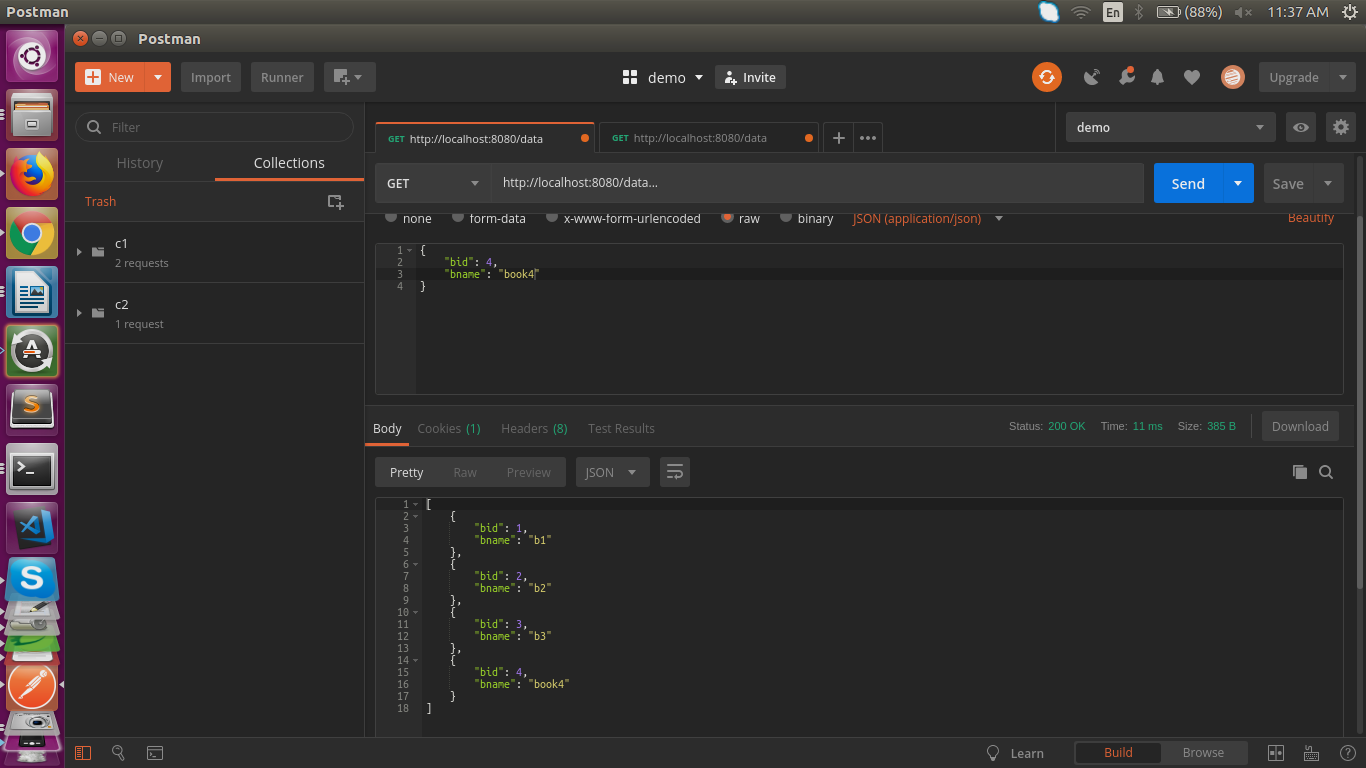 Postman
En
(88%)
11:37 AM
Postman
New
Import
Runner
demo
Invite
Upgrade
Filter
History
Collections
Trash
c1
2 requests
c2
1 request
GET http://localhost:8080/data
GET http://localhost:8080/data
demo
GET
http://localhost:8080/data...
Send
Save
none
form-data
x-www-form-urlencoded
raw
binary
JSON (application/json)
Beautify
1 {
2 "bid": 4,
3 "bname": "book4"
4 }
Body
Cookies (1)
Headers (8)
Test Results
Status: 200 OK
Time: 11 ms
Size: 385 B
Download
Pretty
Raw
Preview
JSON
1 [
2 {
3 "bid": 1,
4 "bname": "b1"
5 },
6 {
7 "bid": 2,
8 "bname": "b2"
9 },
10 {
11 "bid": 3,
12 "bname": "b3"
13 },
14 {
15 "bid": 4,
16 "bname": "book4"
17 }
18 ]
Learn
Build
Browse